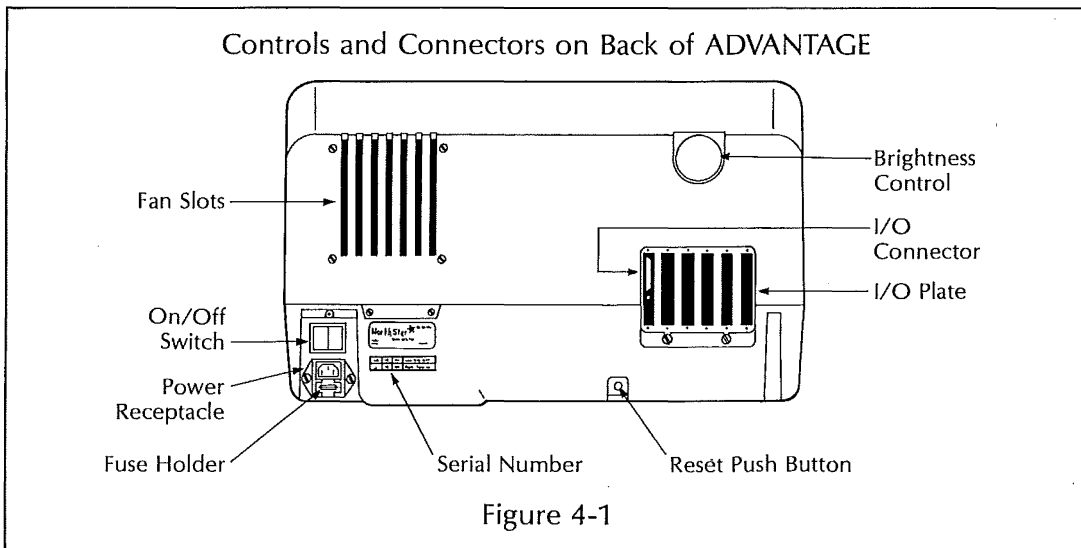 Controls and Connectors on Back of ADVANTAGE
Fan Slots
On/Off
Switch
Power
Receptacle
Fuse Holder
Serial Number
Reset Push Button
Brightness
Control
I/O
Connector
I/O Plate
NorthStar
Figure 4-1